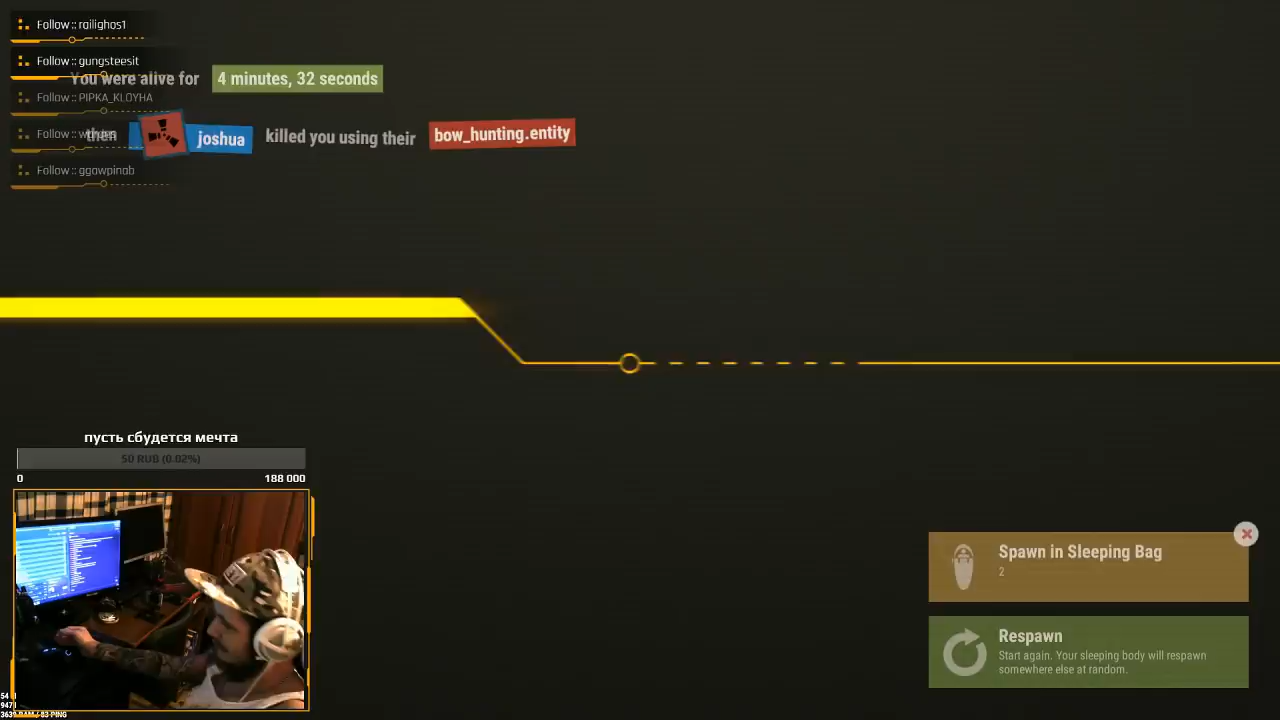 Follow :: railighos1
Follow :: gungsteesit
You were alive for 4 minutes, 32 seconds
Follow :: PIPKA_KLOYHA
Follow ::
then joshua killed you using their bow_hunting.entity
Follow :: ggowpinab
пусть сбудется мечта
50 RUB (0.02%)
0 188 000
Spawn in Sleeping Bag
2
Respawn
Start again. Your sleeping body will respawn
somewhere else at random.